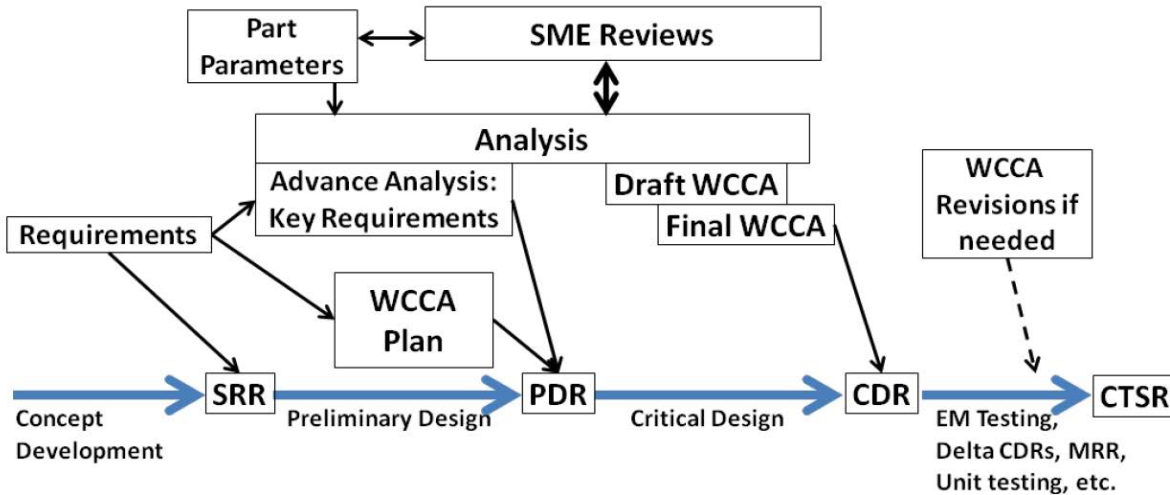 Part
Parameters
SME Reviews
Analysis
Advance Analysis:
Key Requirements
Draft WCCA
Final WCCA
WCCA
Revisions if
needed
Requirements
WCCA
Plan
SRR
PDR
CDR
CTSR
Concept
Development
Preliminary Design
Critical Design
EM Testing,
Delta CDRs, MRR,
Unit testing, etc.